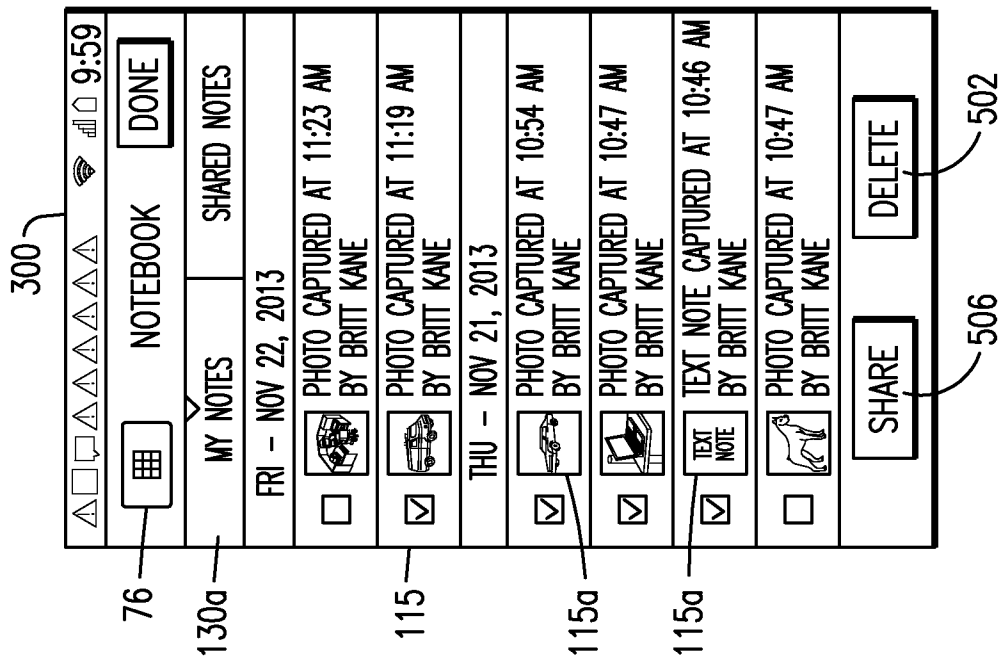 300
9:59
76
NOTEBOOK
DONE
130a
MY NOTES
SHARED NOTES
FRI - NOV 22, 2013
PHOTO CAPTURED AT 11:23 AM
BY BRITT KANE
115
PHOTO CAPTURED AT 11:19 AM
BY BRITT KANE
THU - NOV 21, 2013
115a
PHOTO CAPTURED AT 10:54 AM
BY BRITT KANE
PHOTO CAPTURED AT 10:47 AM
BY BRITT KANE
115a
TEXT
NOTE
TEXT NOTE CAPTURED AT 10:46 AM
BY BRITT KANE
PHOTO CAPTURED AT 10:47 AM
BY BRITT KANE
SHARE
DELETE
506
502